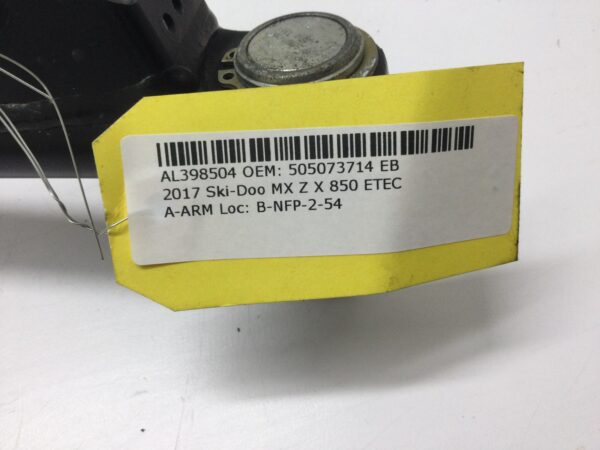 AL398504 OEM: 505073714 EB
2017 Ski-Doo MX Z X 850 ETEC
A-ARM Loc: B-NFP-2-54